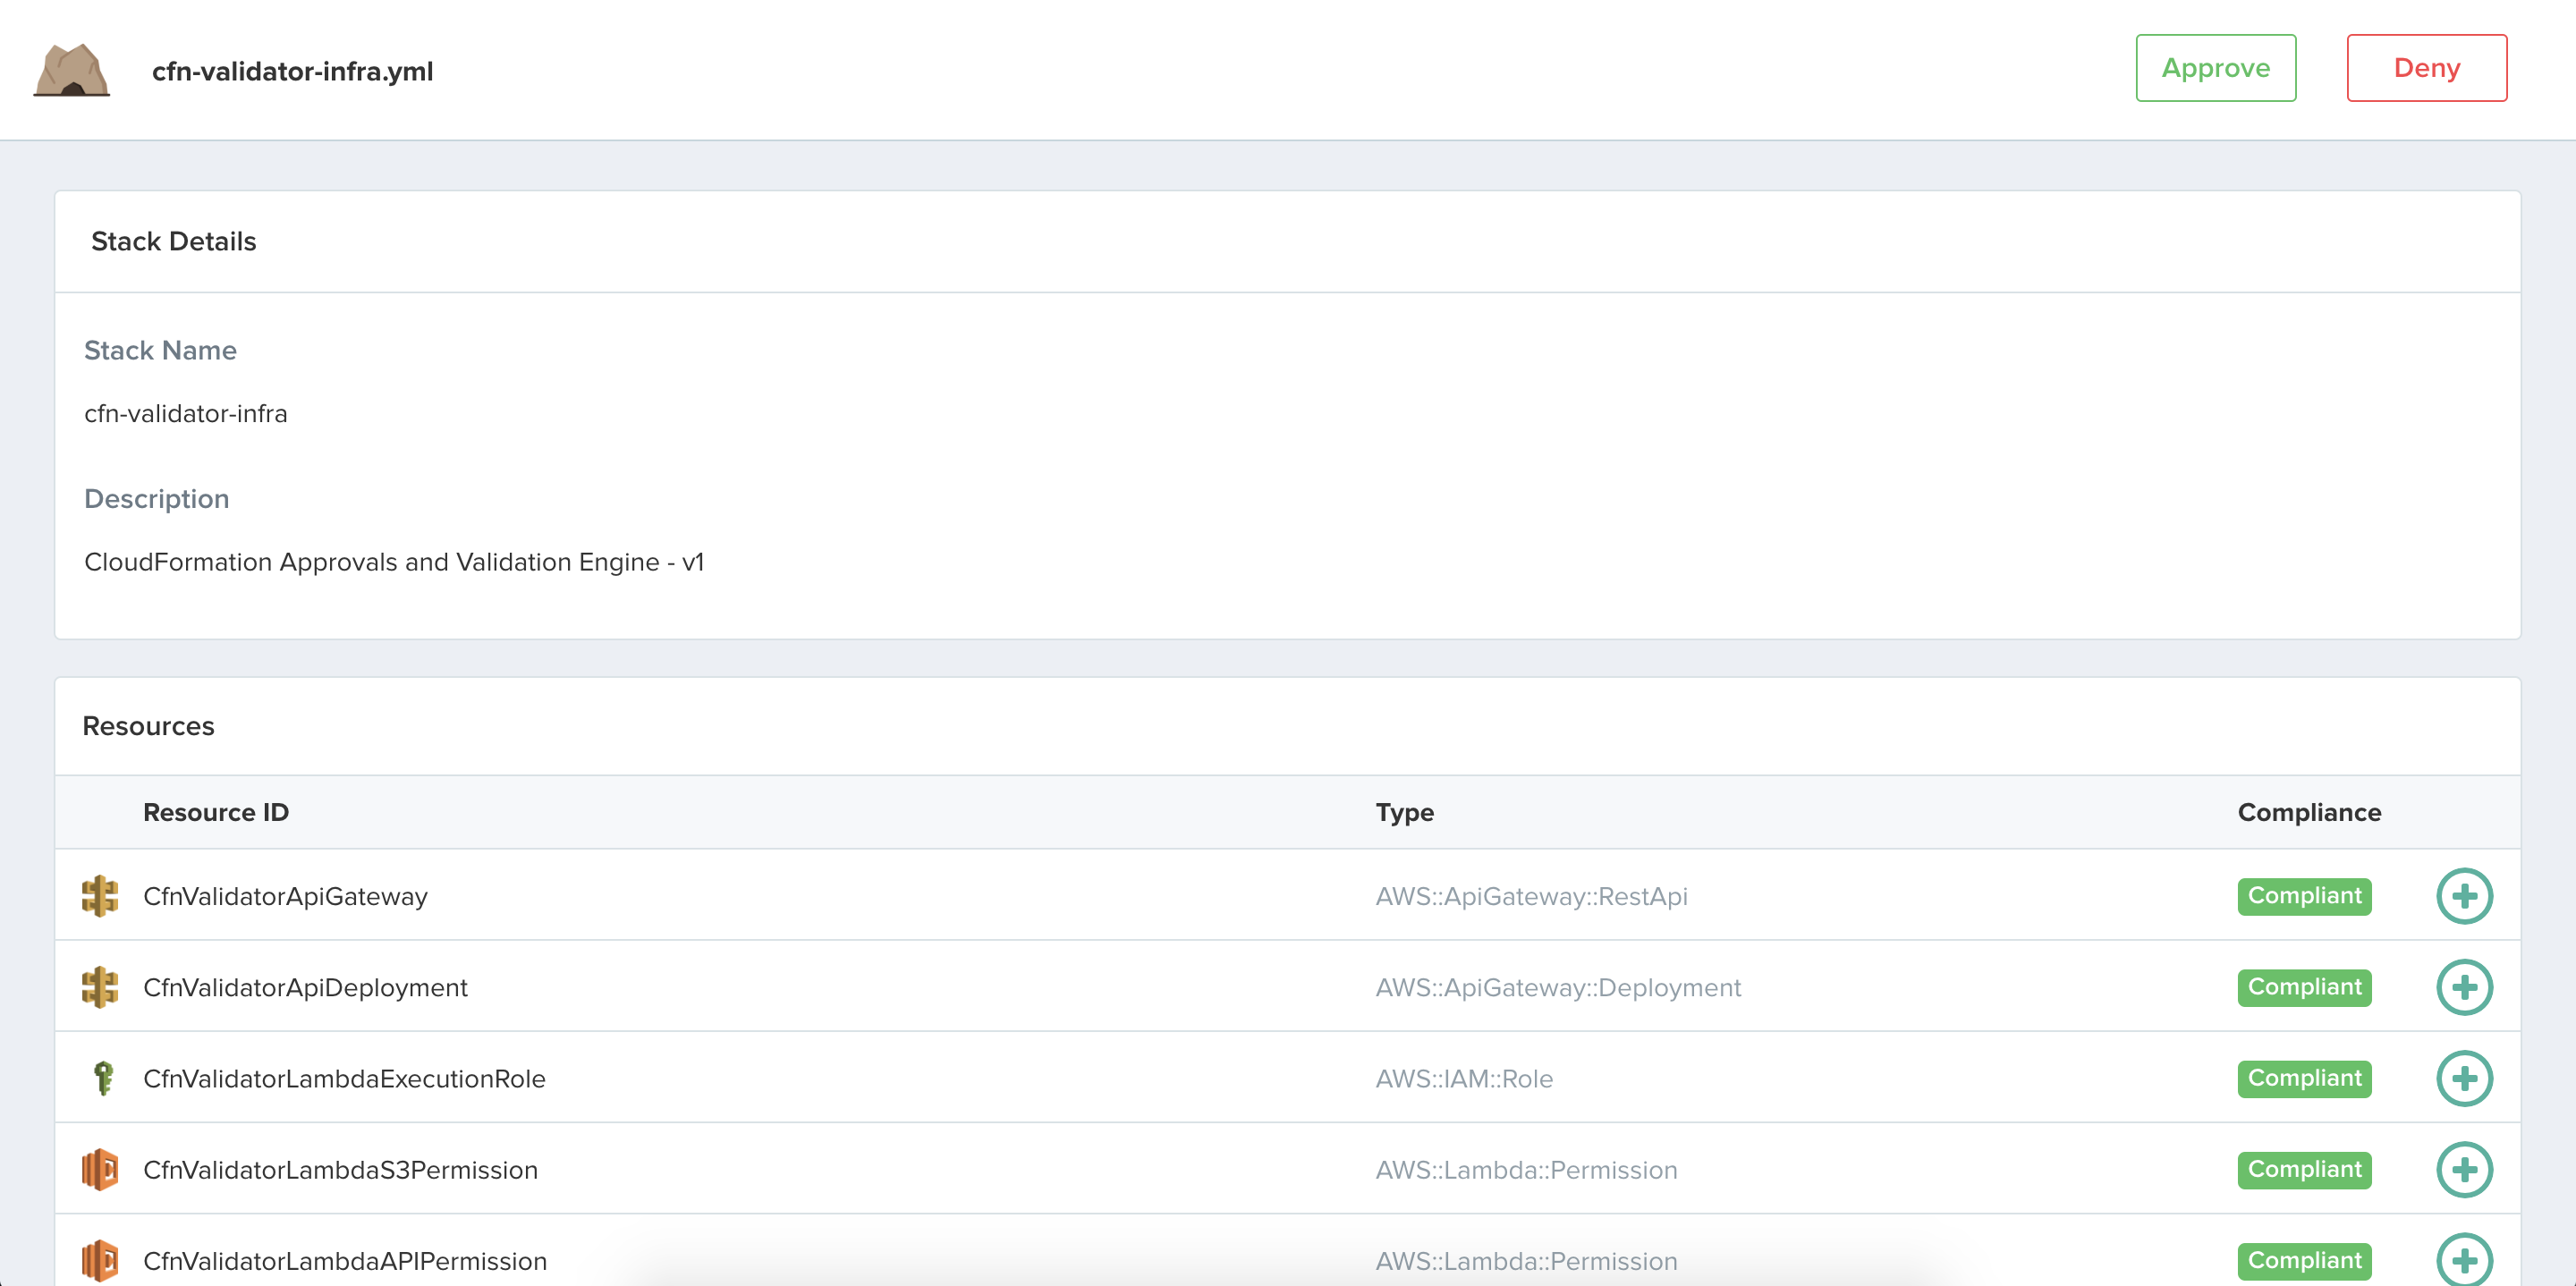 cfn-validator-infra.yml
Approve
Deny
Stack Details
Stack Name
cfn-validator-infra
Description
CloudFormation Approvals and Validation Engine - v1
Resources
Resource ID Type Compliance
CfnValidatorApiGateway AWS::ApiGateway::RestApi Compliant
CfnValidatorApiDeployment AWS::ApiGateway::Deployment Compliant
CfnValidatorLambdaExecutionRole AWS::IAM::Role Compliant
CfnValidatorLambdaS3Permission AWS::Lambda::Permission Compliant
CfnValidatorLambdaAPIPermission AWS::Lambda::Permission Compliant